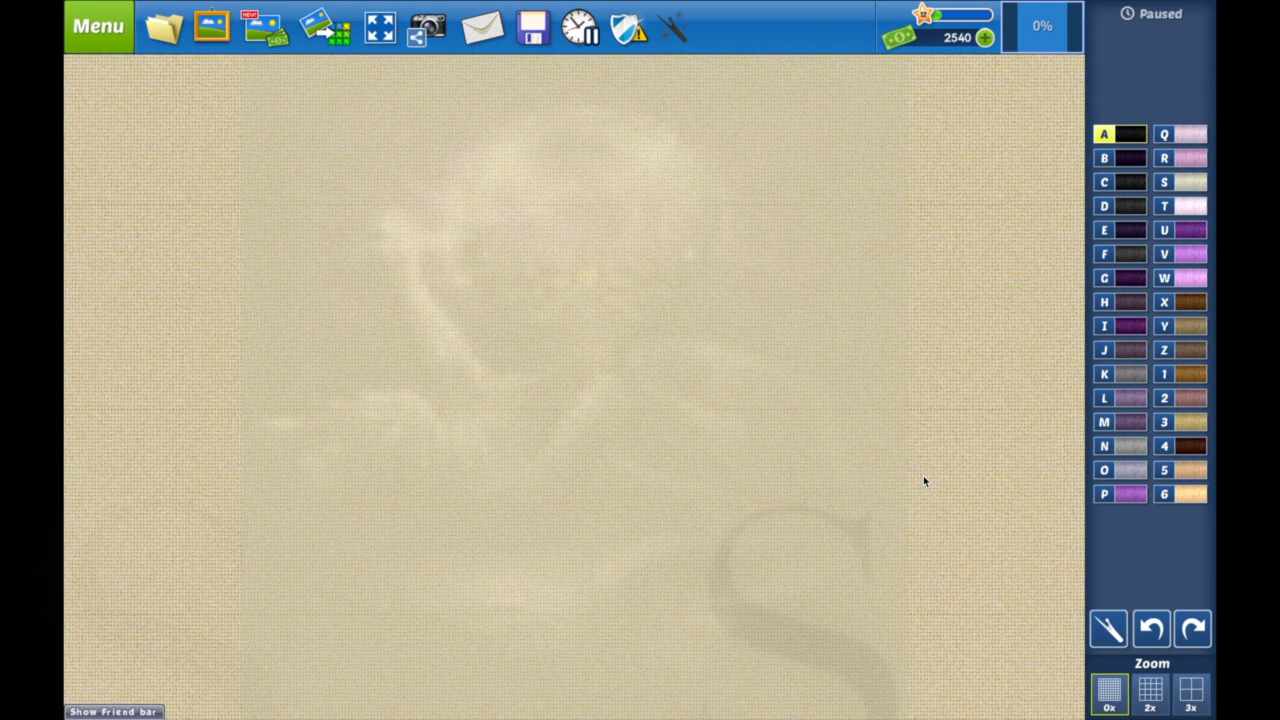 Menu
NEW!
2540
0%
Paused
A Q
B R
C S
D T
E U
F V
G W
H X
I Y
J Z
K 1
L 2
M 3
N 4
O 5
P 6
S
Zoom
0x 2x 3x
Show Friend bar